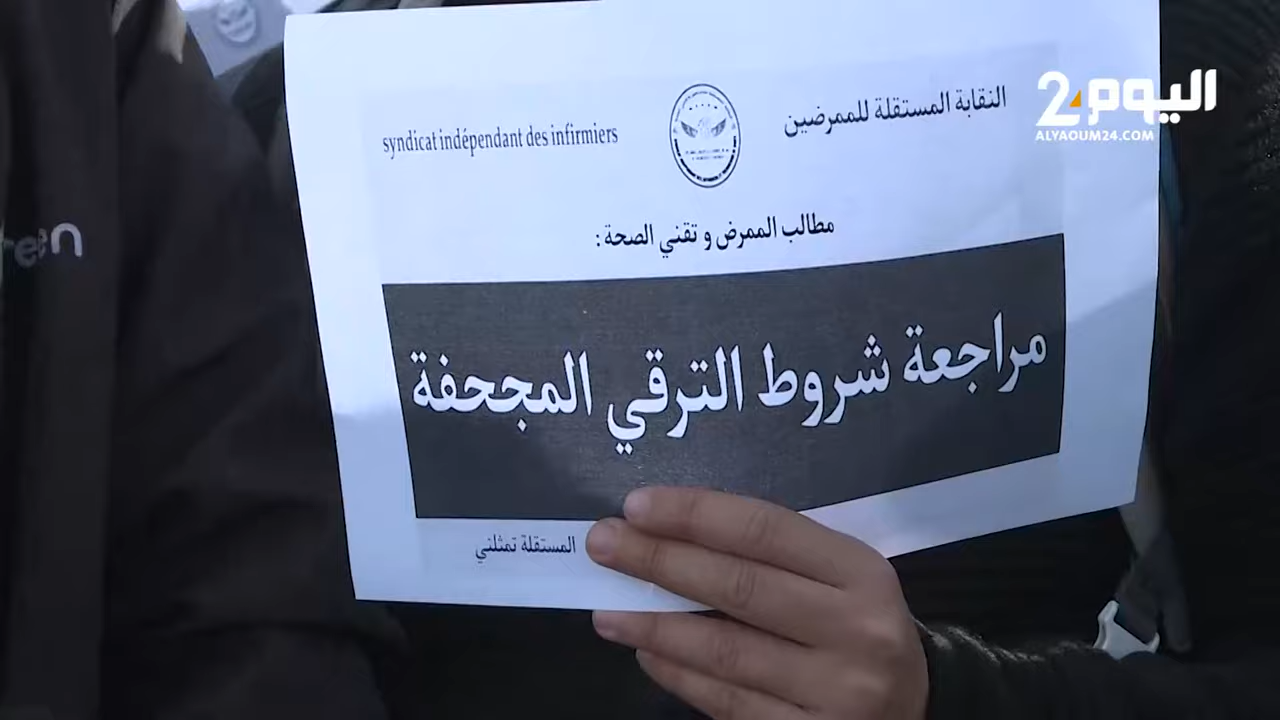 اليوم 24
ALYAOUM24.COM
النقابة المستقلة للممرضين
syndicat indépendant des infirmiers
مطالب الممرض و تقني الصحة :
مراجعة شروط الترقي المجحفة
المستقلة تمثلني